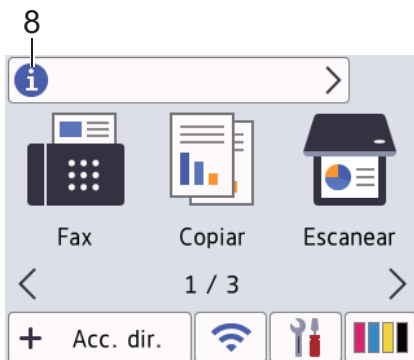 8
i
Fax Copiar Escanear
1 / 3
+ Acc. dir.